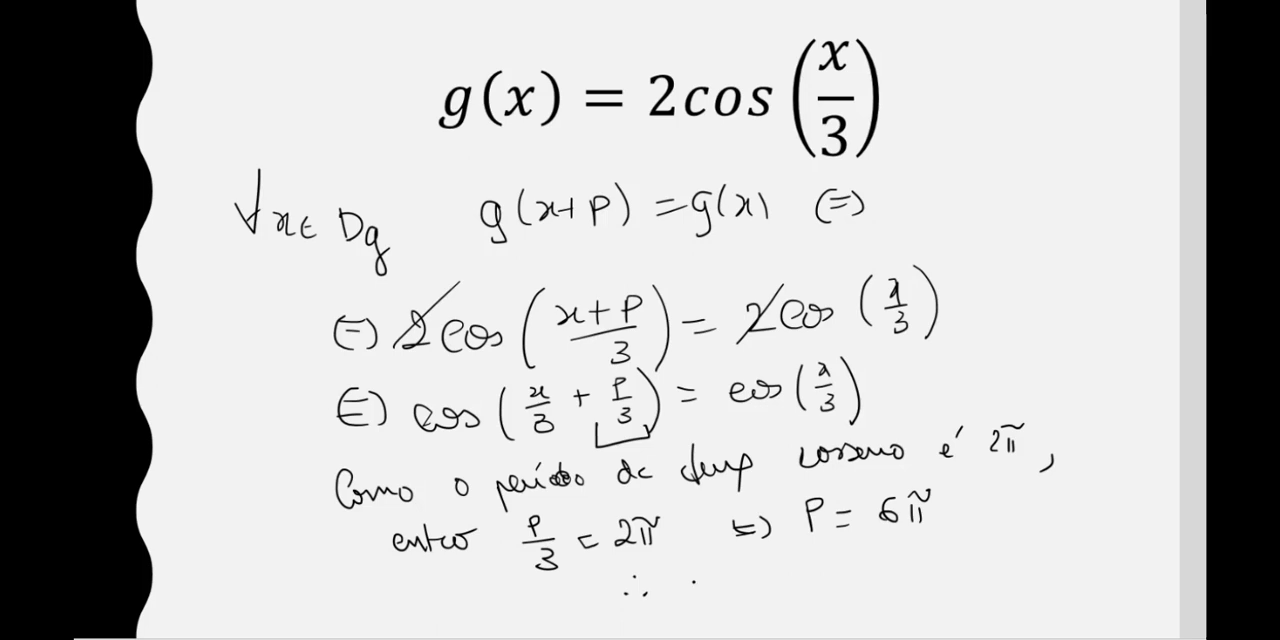 g(x) = 2cos(x/3)
∀x∈ Dg g(x+P) = g(x) (=)
(=) 2cos((x+P)/3) = 2cos(x/3)
(=) cos(x/3 + P/3) = cos(x/3)
Como o período da função cosseno é 2π,
então P/3 = 2π (=) P = 6π
∴ .